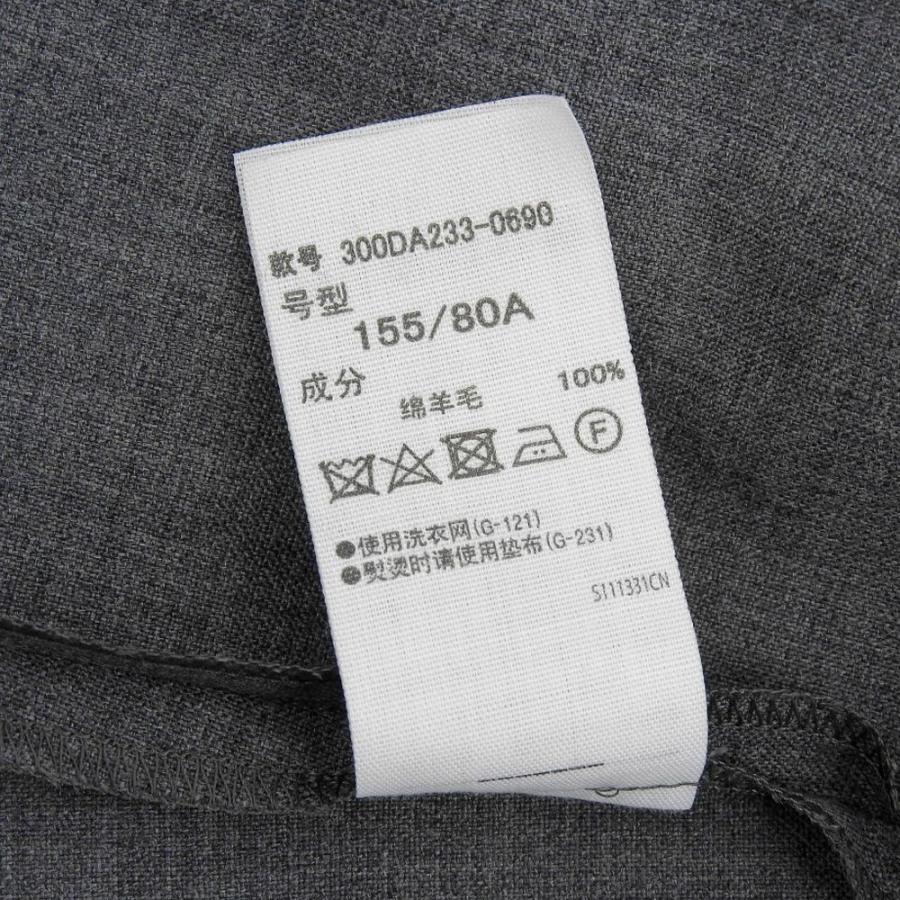 款号 300DA233-0690
号型
155/80A
成分
绵羊毛 100%
F
●使用洗衣网(G-121)
●熨烫时请使用垫布(G-231)
S111331CN